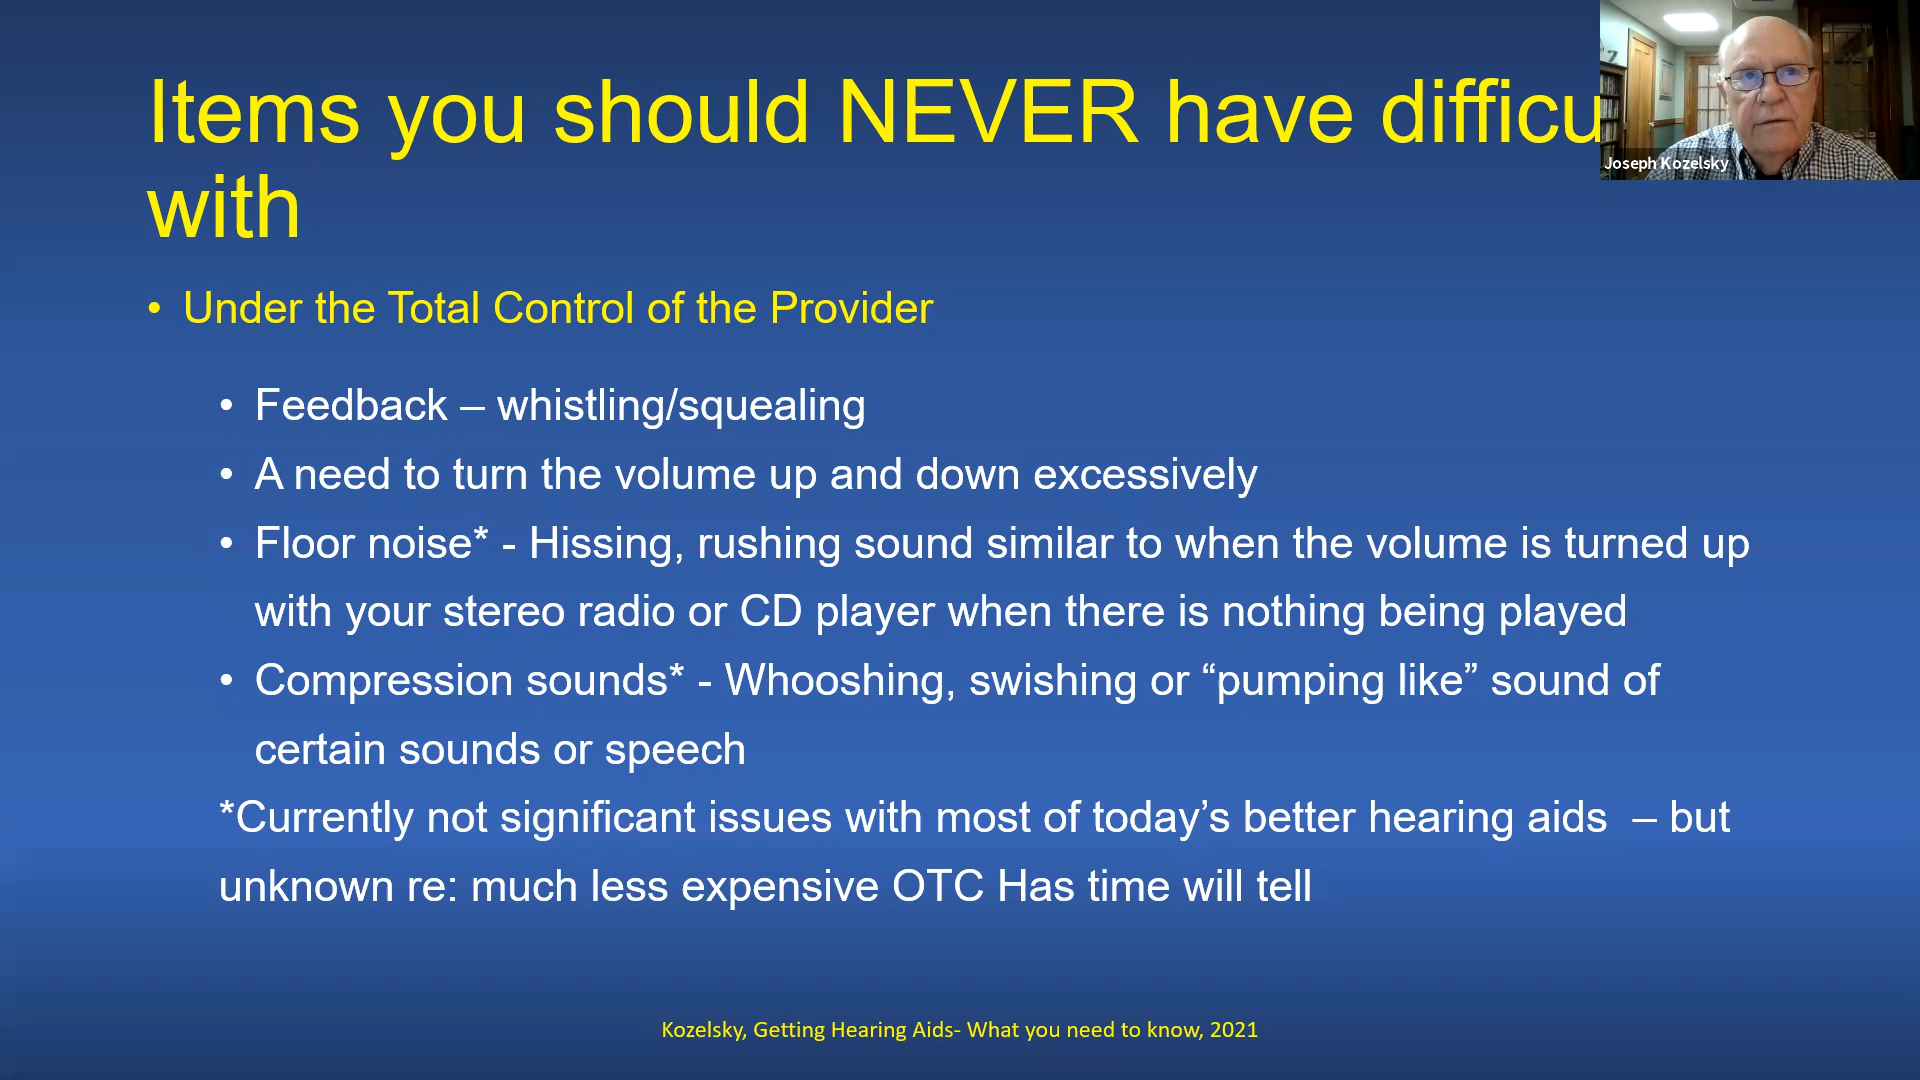 Items you should NEVER have difficu
with
Joseph Kozelsky
• Under the Total Control of the Provider
• Feedback – whistling/squealing
• A need to turn the volume up and down excessively
• Floor noise* - Hissing, rushing sound similar to when the volume is turned up
with your stereo radio or CD player when there is nothing being played
• Compression sounds* - Whooshing, swishing or “pumping like” sound of
certain sounds or speech
*Currently not significant issues with most of today’s better hearing aids – but
unknown re: much less expensive OTC Has time will tell
Kozelsky, Getting Hearing Aids- What you need to know, 2021